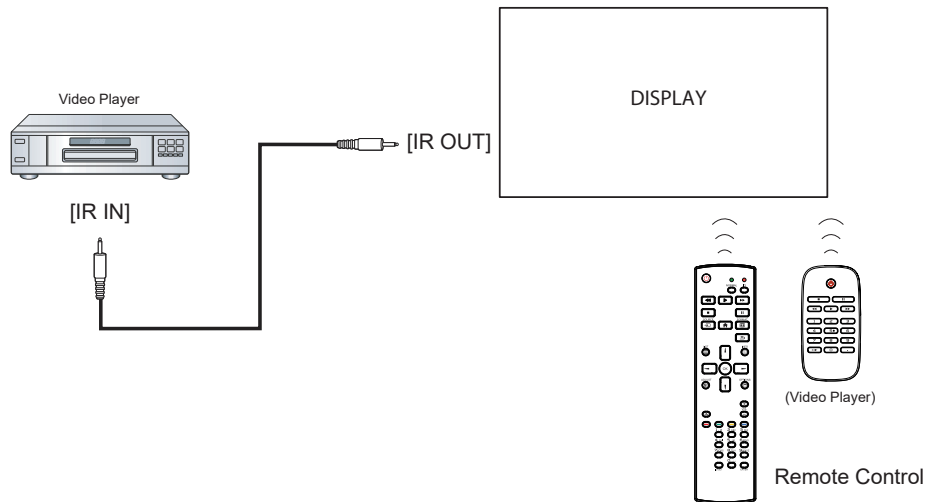 DISPLAY
Video Player
[IR OUT]
[IR IN]
(Video Player)
Remote Control